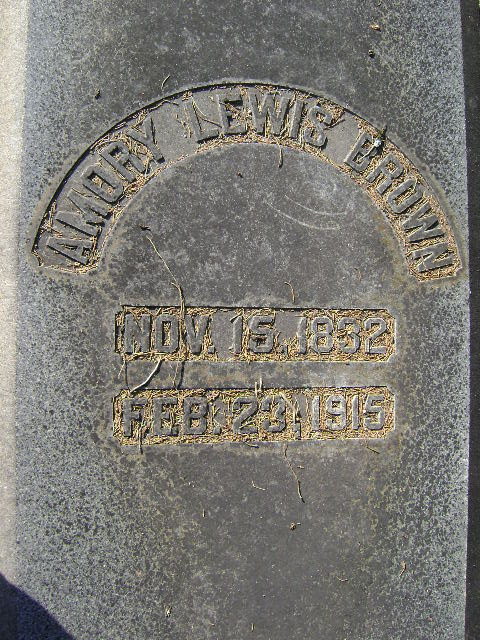 AMORY LEWIS BROWN
NOV. 15. 1832
FEB. 23. 1915